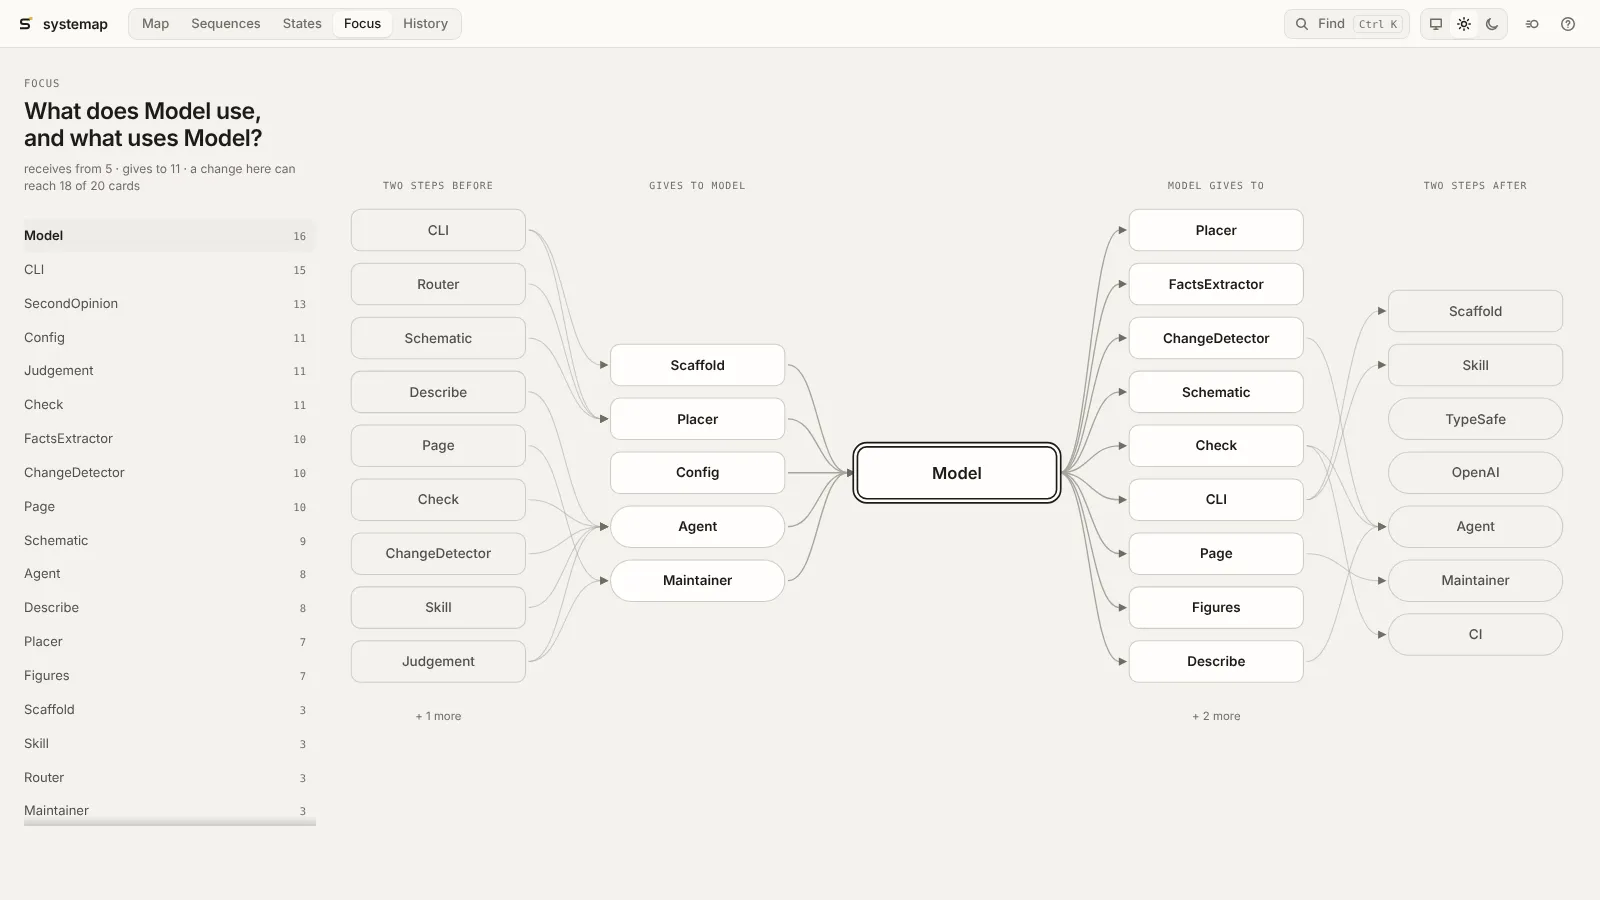 systemap
Map
Sequences
States
Focus
History
Find
Ctrl K
FOCUS
What does Model use,
and what uses Model?
receives from 5 · gives to 11 · a change here can
reach 18 of 20 cards
Model 16
CLI 15
SecondOpinion 13
Config 11
Judgement 11
Check 11
FactsExtractor 10
ChangeDetector 10
Page 10
Schematic 9
Agent 8
Describe 8
Placer 7
Figures 7
Scaffold 3
Skill 3
Router 3
Maintainer 3
TWO STEPS BEFORE
CLI
Router
Schematic
Describe
Page
Check
ChangeDetector
Skill
Judgement
+ 1 more
GIVES TO MODEL
Scaffold
Placer
Config
Agent
Maintainer
Model
MODEL GIVES TO
Placer
FactsExtractor
ChangeDetector
Schematic
Check
CLI
Page
Figures
Describe
+ 2 more
TWO STEPS AFTER
Scaffold
Skill
TypeSafe
OpenAI
Agent
Maintainer
CI